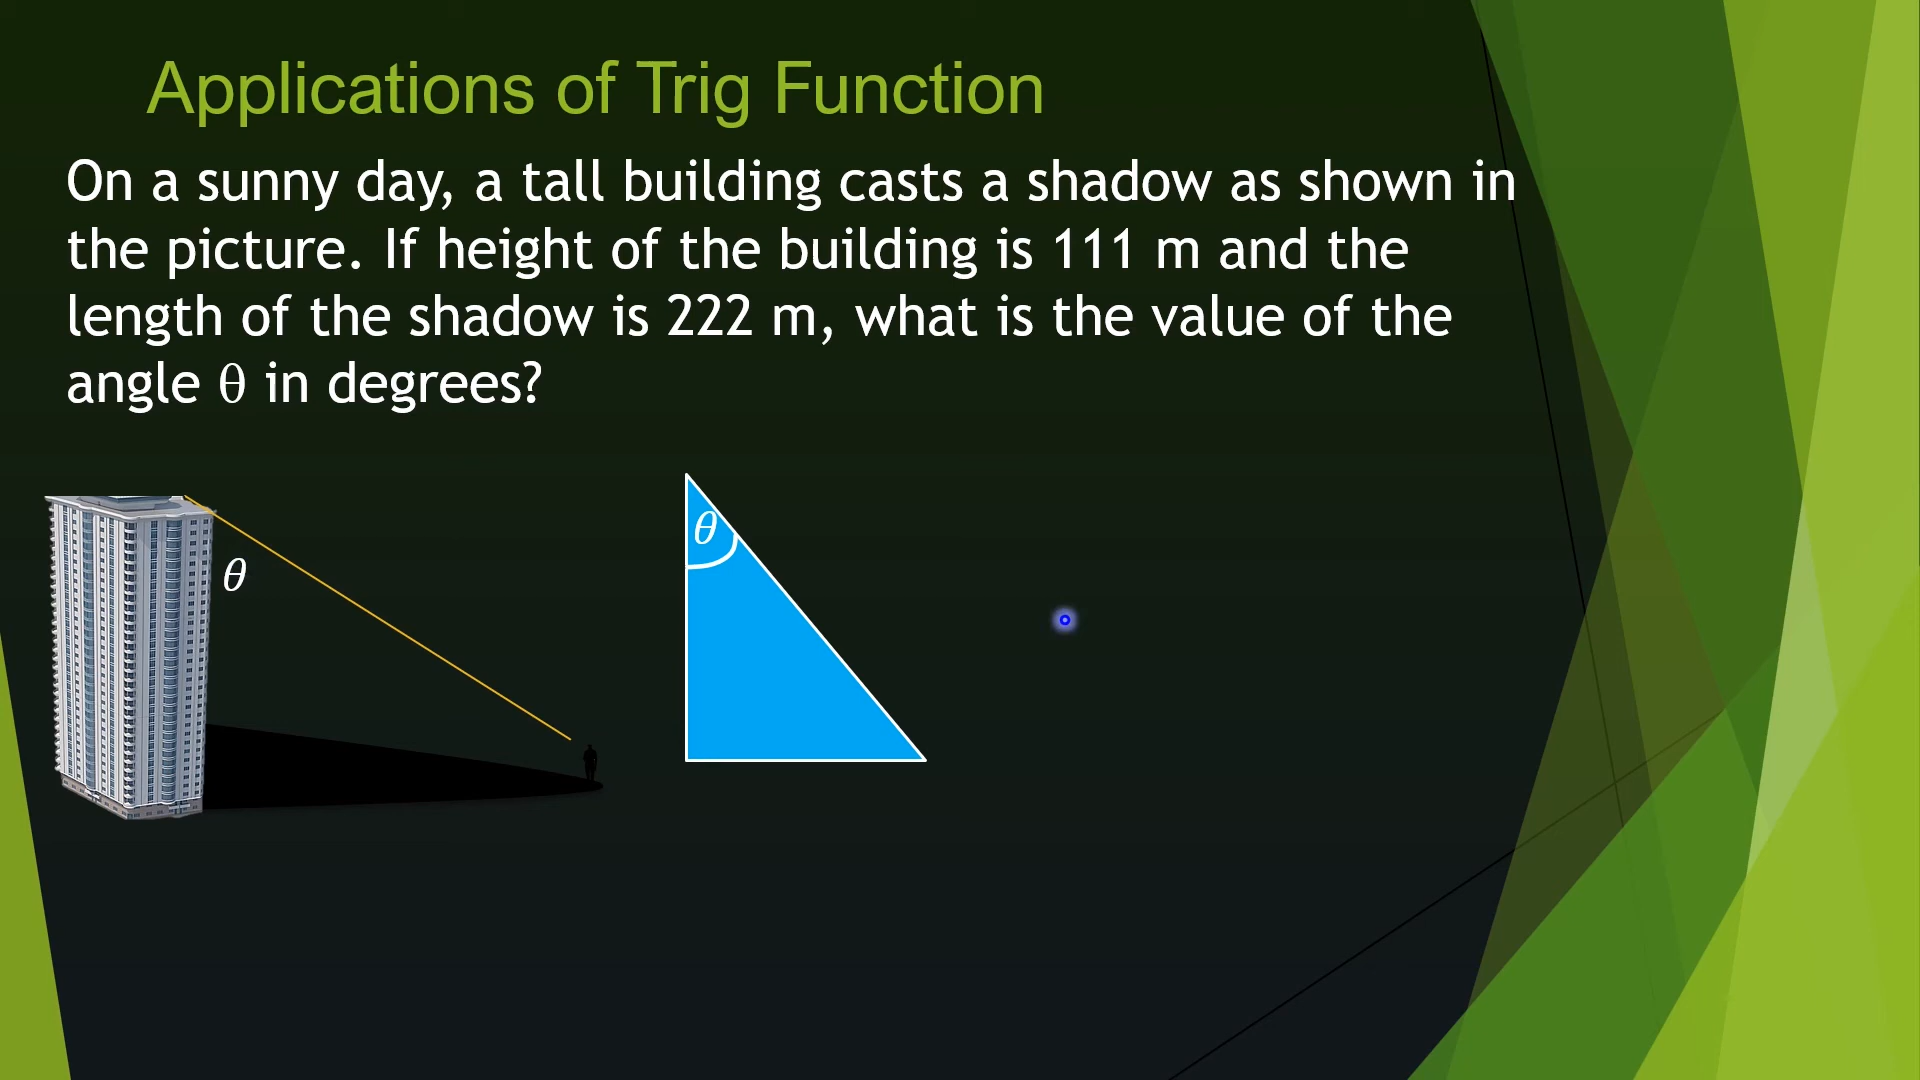 Applications of Trig Function
On a sunny day, a tall building casts a shadow as shown in
the picture. If height of the building is 111 m and the
length of the shadow is 222 m, what is the value of the
angle θ in degrees?
θ
θ